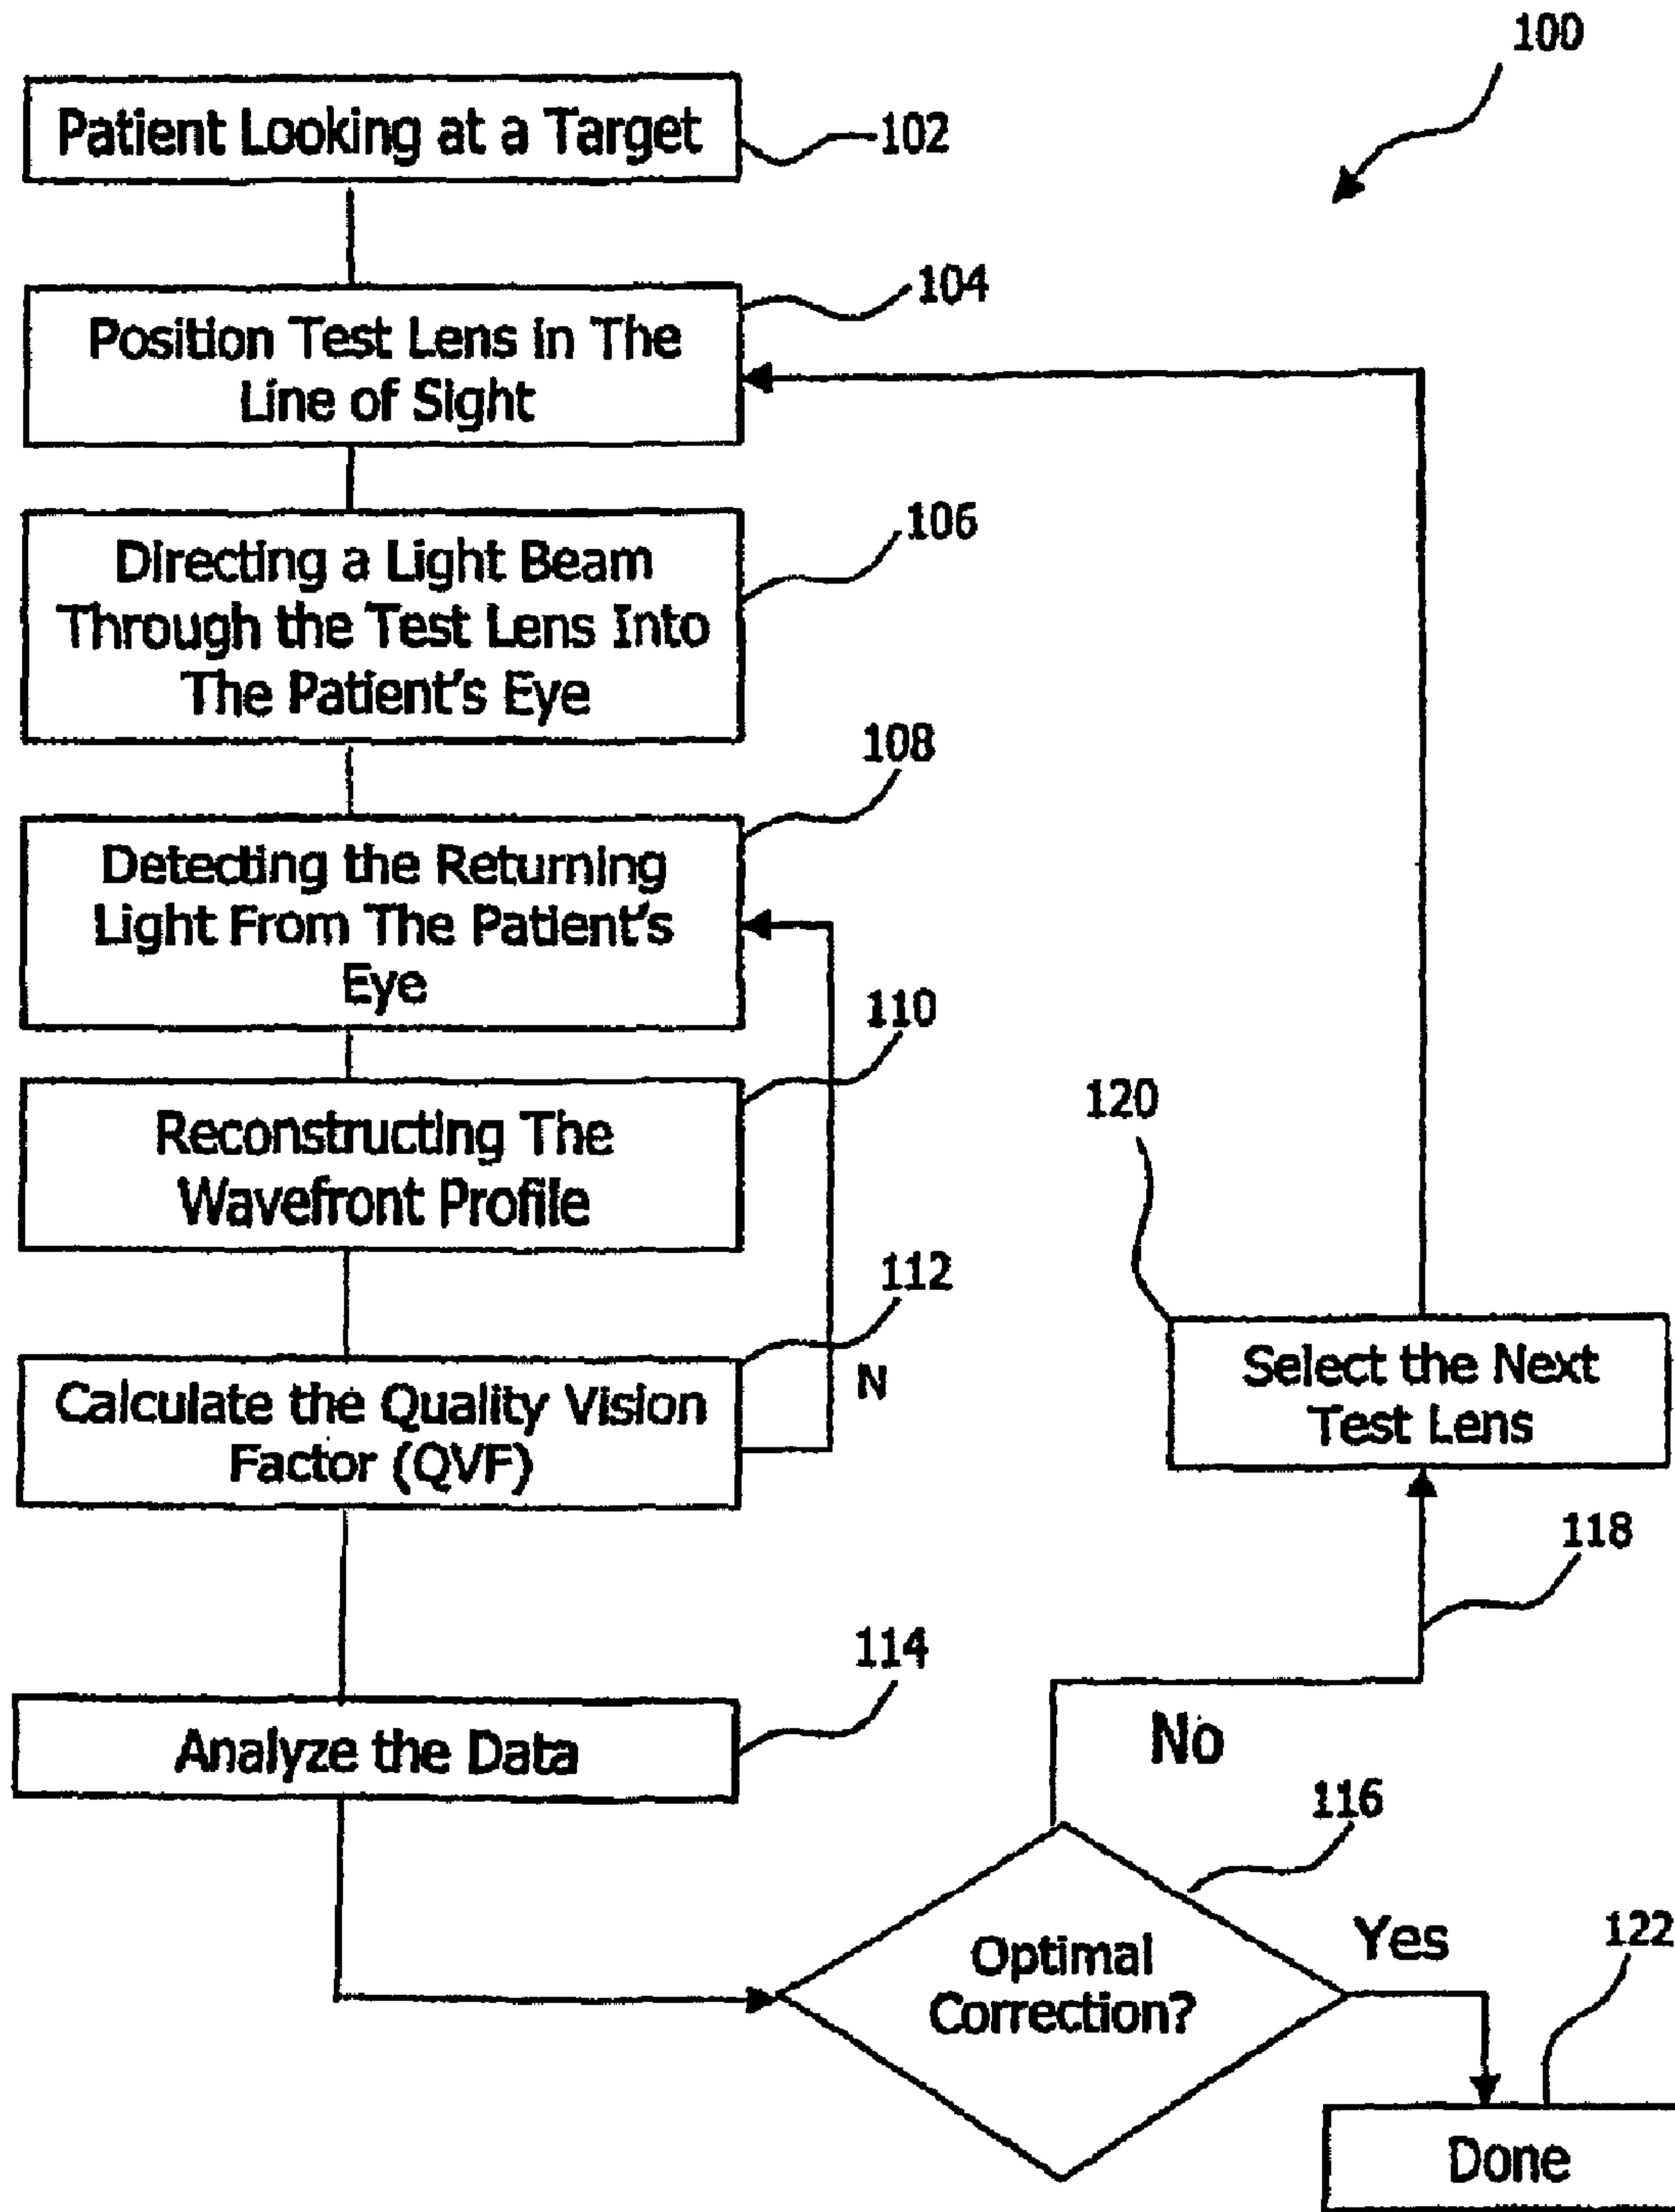 100
Patient Looking at a Target
102
104
Position Test Lens in The
Line of Sight
106
Directing a Light Beam
Through the Test Lens Into
The Patient's Eye
108
Detecting the Returning
Light From The Patient's
Eye
110
Reconstructing The
Wavefront Profile
112
Calculate the Quality Vision
Factor (QVF)
N
120
Select the Next
Test Lens
118
114
Analyze the Data
No
116
Optimal
Correction?
Yes
122
Done